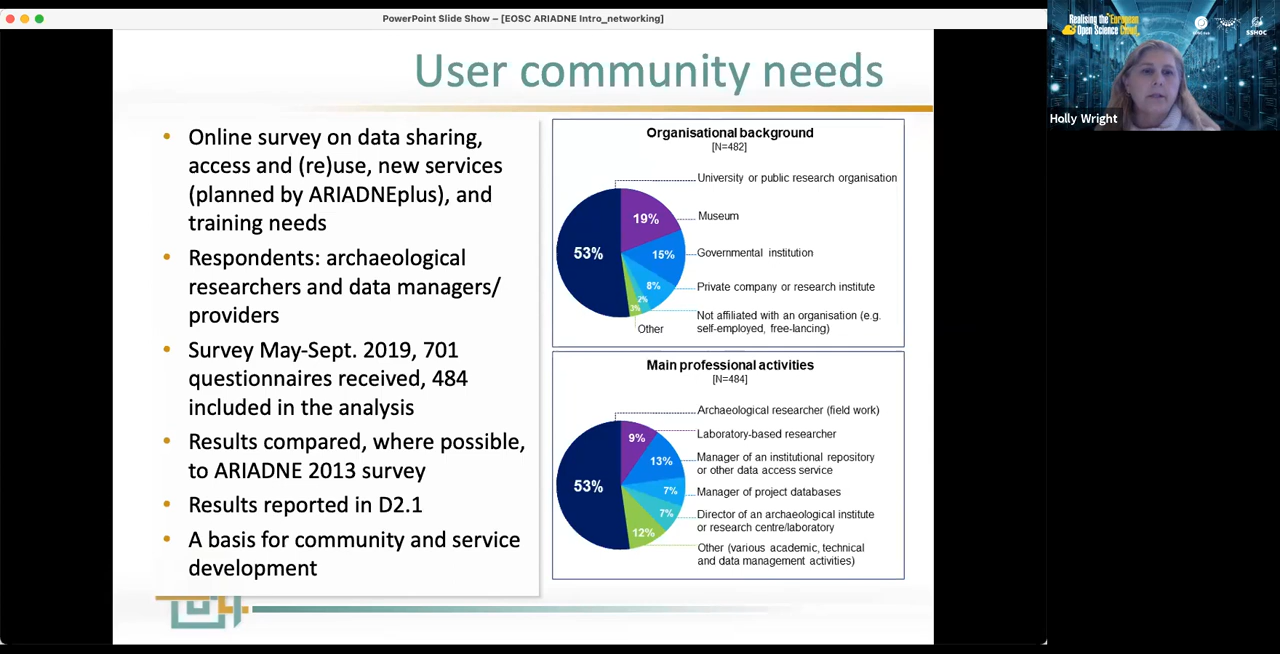 PowerPoint Slide Show – [EOSC ARIADNE Intro_networking]
User community needs
• Online survey on data sharing,
access and (re)use, new services
(planned by ARIADNEplus), and
training needs
• Respondents: archaeological
researchers and data managers/
providers
• Survey May-Sept. 2019, 701
questionnaires received, 484
included in the analysis
• Results compared, where possible,
to ARIADNE 2013 survey
• Results reported in D2.1
• A basis for community and service
development
Organisational background
[N=482]
University or public research organisation
19%
Museum
53%
15%
Governmental institution
8%
Private company or research institute
2%
3%
Not affiliated with an organisation (e.g.
self-employed, free-lancing)
Other
Main professional activities
[N=484]
Archaeological researcher (field work)
9%
Laboratory-based researcher
13%
Manager of an institutional repository
or other data access service
53%
7%
Manager of project databases
7%
Director of an archaeological institute
or research centre/laboratory
12%
Other (various academic, technical
and data management activities)
Realising the European
Open Science Cloud
SSHOC
Holly Wright